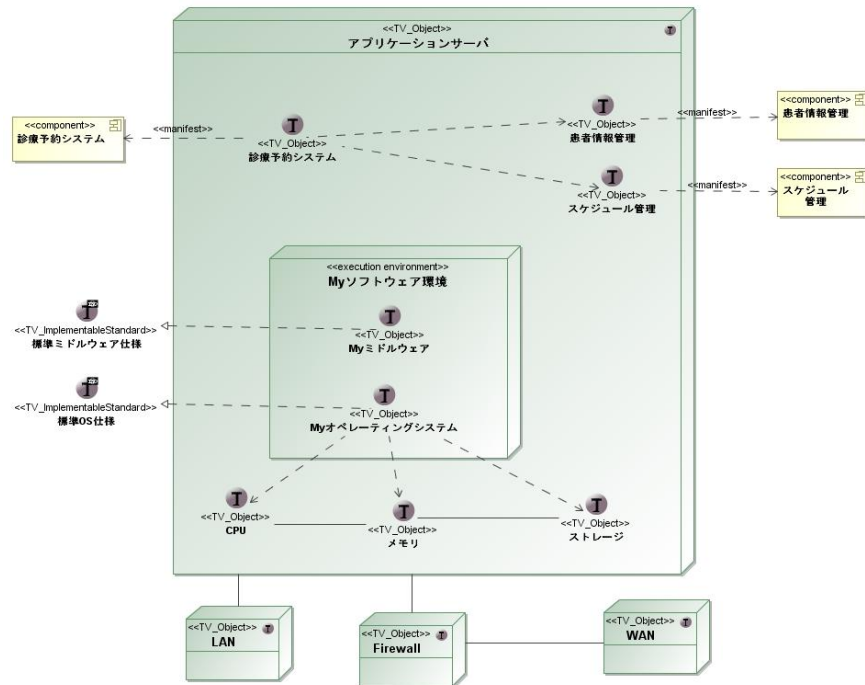 <<TV_Object>>
アプリケーションサーバ
<<component>>
診療予約システム
<<manifest>>
<<TV_Object>>
診療予約システム
<<TV_Object>>
患者情報管理
<<manifest>>
<<component>>
患者情報管理
<<TV_Object>>
スケジュール管理
<<manifest>>
<<component>>
スケジュール
管理
<<execution environment>>
Myソフトウェア環境
<<TV_ImplementableStandard>>
標準ミドルウェア仕様
<<TV_Object>>
Myミドルウェア
<<TV_ImplementableStandard>>
標準OS仕様
<<TV_Object>>
Myオペレーティングシステム
<<TV_Object>>
CPU
<<TV_Object>>
メモリ
<<TV_Object>>
ストレージ
<<TV_Object>>
LAN
<<TV_Object>>
Firewall
<<TV_Object>>
WAN